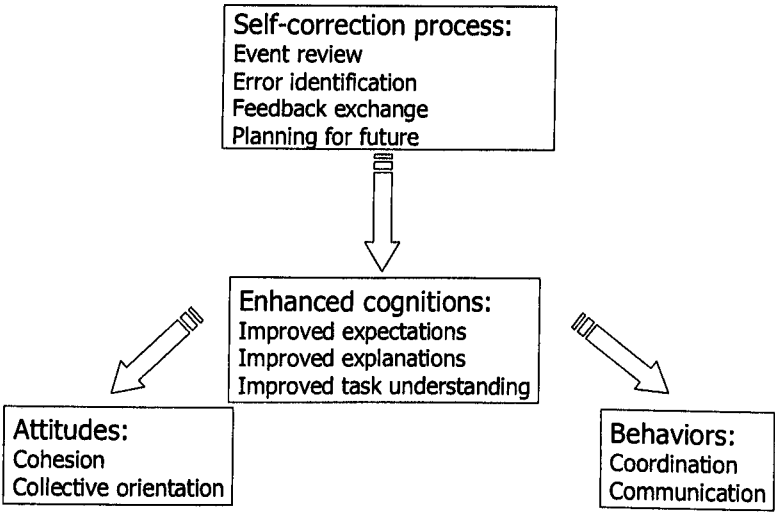 Self-correction process:
Event review
Error identification
Feedback exchange
Planning for future
Enhanced cognitions:
Improved expectations
Improved explanations
Improved task understanding
Attitudes:
Cohesion
Collective orientation
Behaviors:
Coordination
Communication